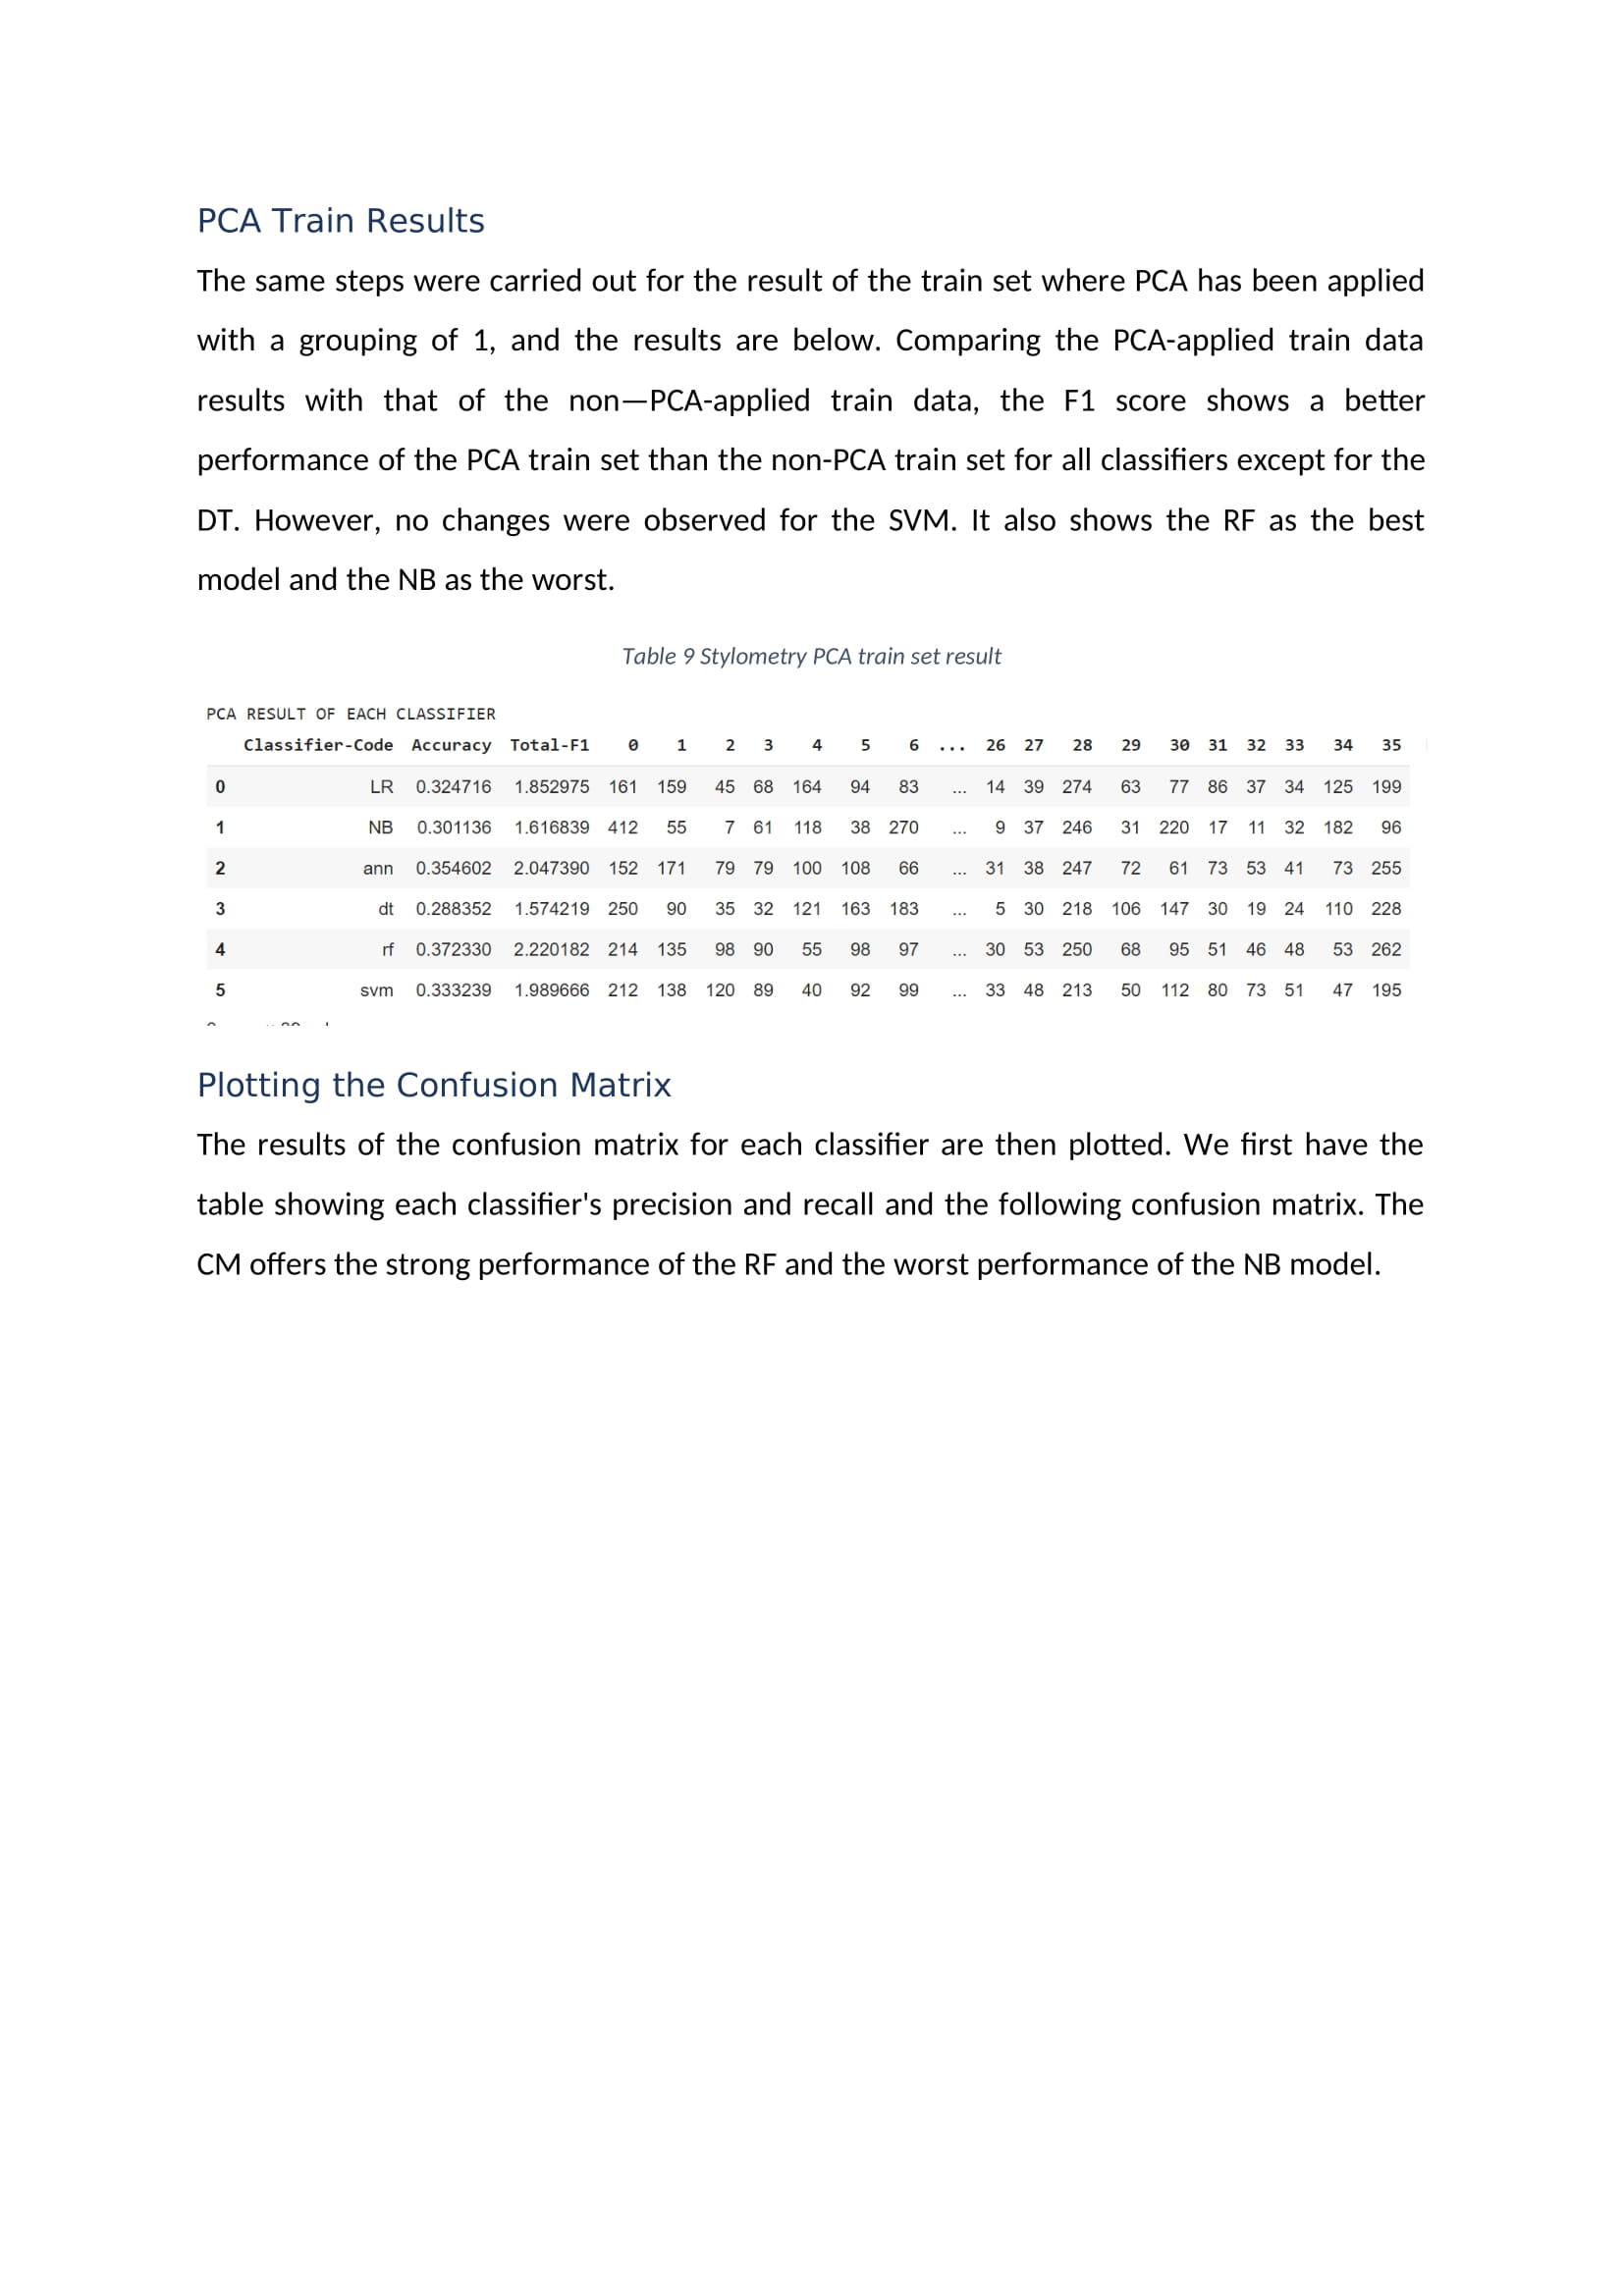 PCA Train Results
The same steps were carried out for the result of the train set where PCA has been applied
with a grouping of 1, and the results are below. Comparing the PCA-applied train data
results with that of the non—PCA-applied train data, the F1 score shows a better
performance of the PCA train set than the non-PCA train set for all classifiers except for the
DT. However, no changes were observed for the SVM. It also shows the RF as the best
model and the NB as the worst.
Table 9 Stylometry PCA train set result
PCA RESULT OF EACH CLASSIFIER
Classifier-Code Accuracy Total-F1 0 1 2 3 4 5 6 ... 26 27 28 29 30 31 32 33 34 35
0 LR 0.324716 1.852975 161 159 45 68 164 94 83 ... 14 39 274 63 77 86 37 34 125 199
1 NB 0.301136 1.616839 412 55 7 61 118 38 270 ... 9 37 246 31 220 17 11 32 182 96
2 ann 0.354602 2.047390 152 171 79 79 100 108 66 ... 31 38 247 72 61 73 53 41 73 255
3 dt 0.288352 1.574219 250 90 35 32 121 163 183 ... 5 30 218 106 147 30 19 24 110 228
4 rf 0.372330 2.220182 214 135 98 90 55 98 97 ... 30 53 250 68 95 51 46 48 53 262
5 svm 0.333239 1.989666 212 138 120 89 40 92 99 ... 33 48 213 50 112 80 73 51 47 195
Plotting the Confusion Matrix
The results of the confusion matrix for each classifier are then plotted. We first have the
table showing each classifier's precision and recall and the following confusion matrix. The
CM offers the strong performance of the RF and the worst performance of the NB model.